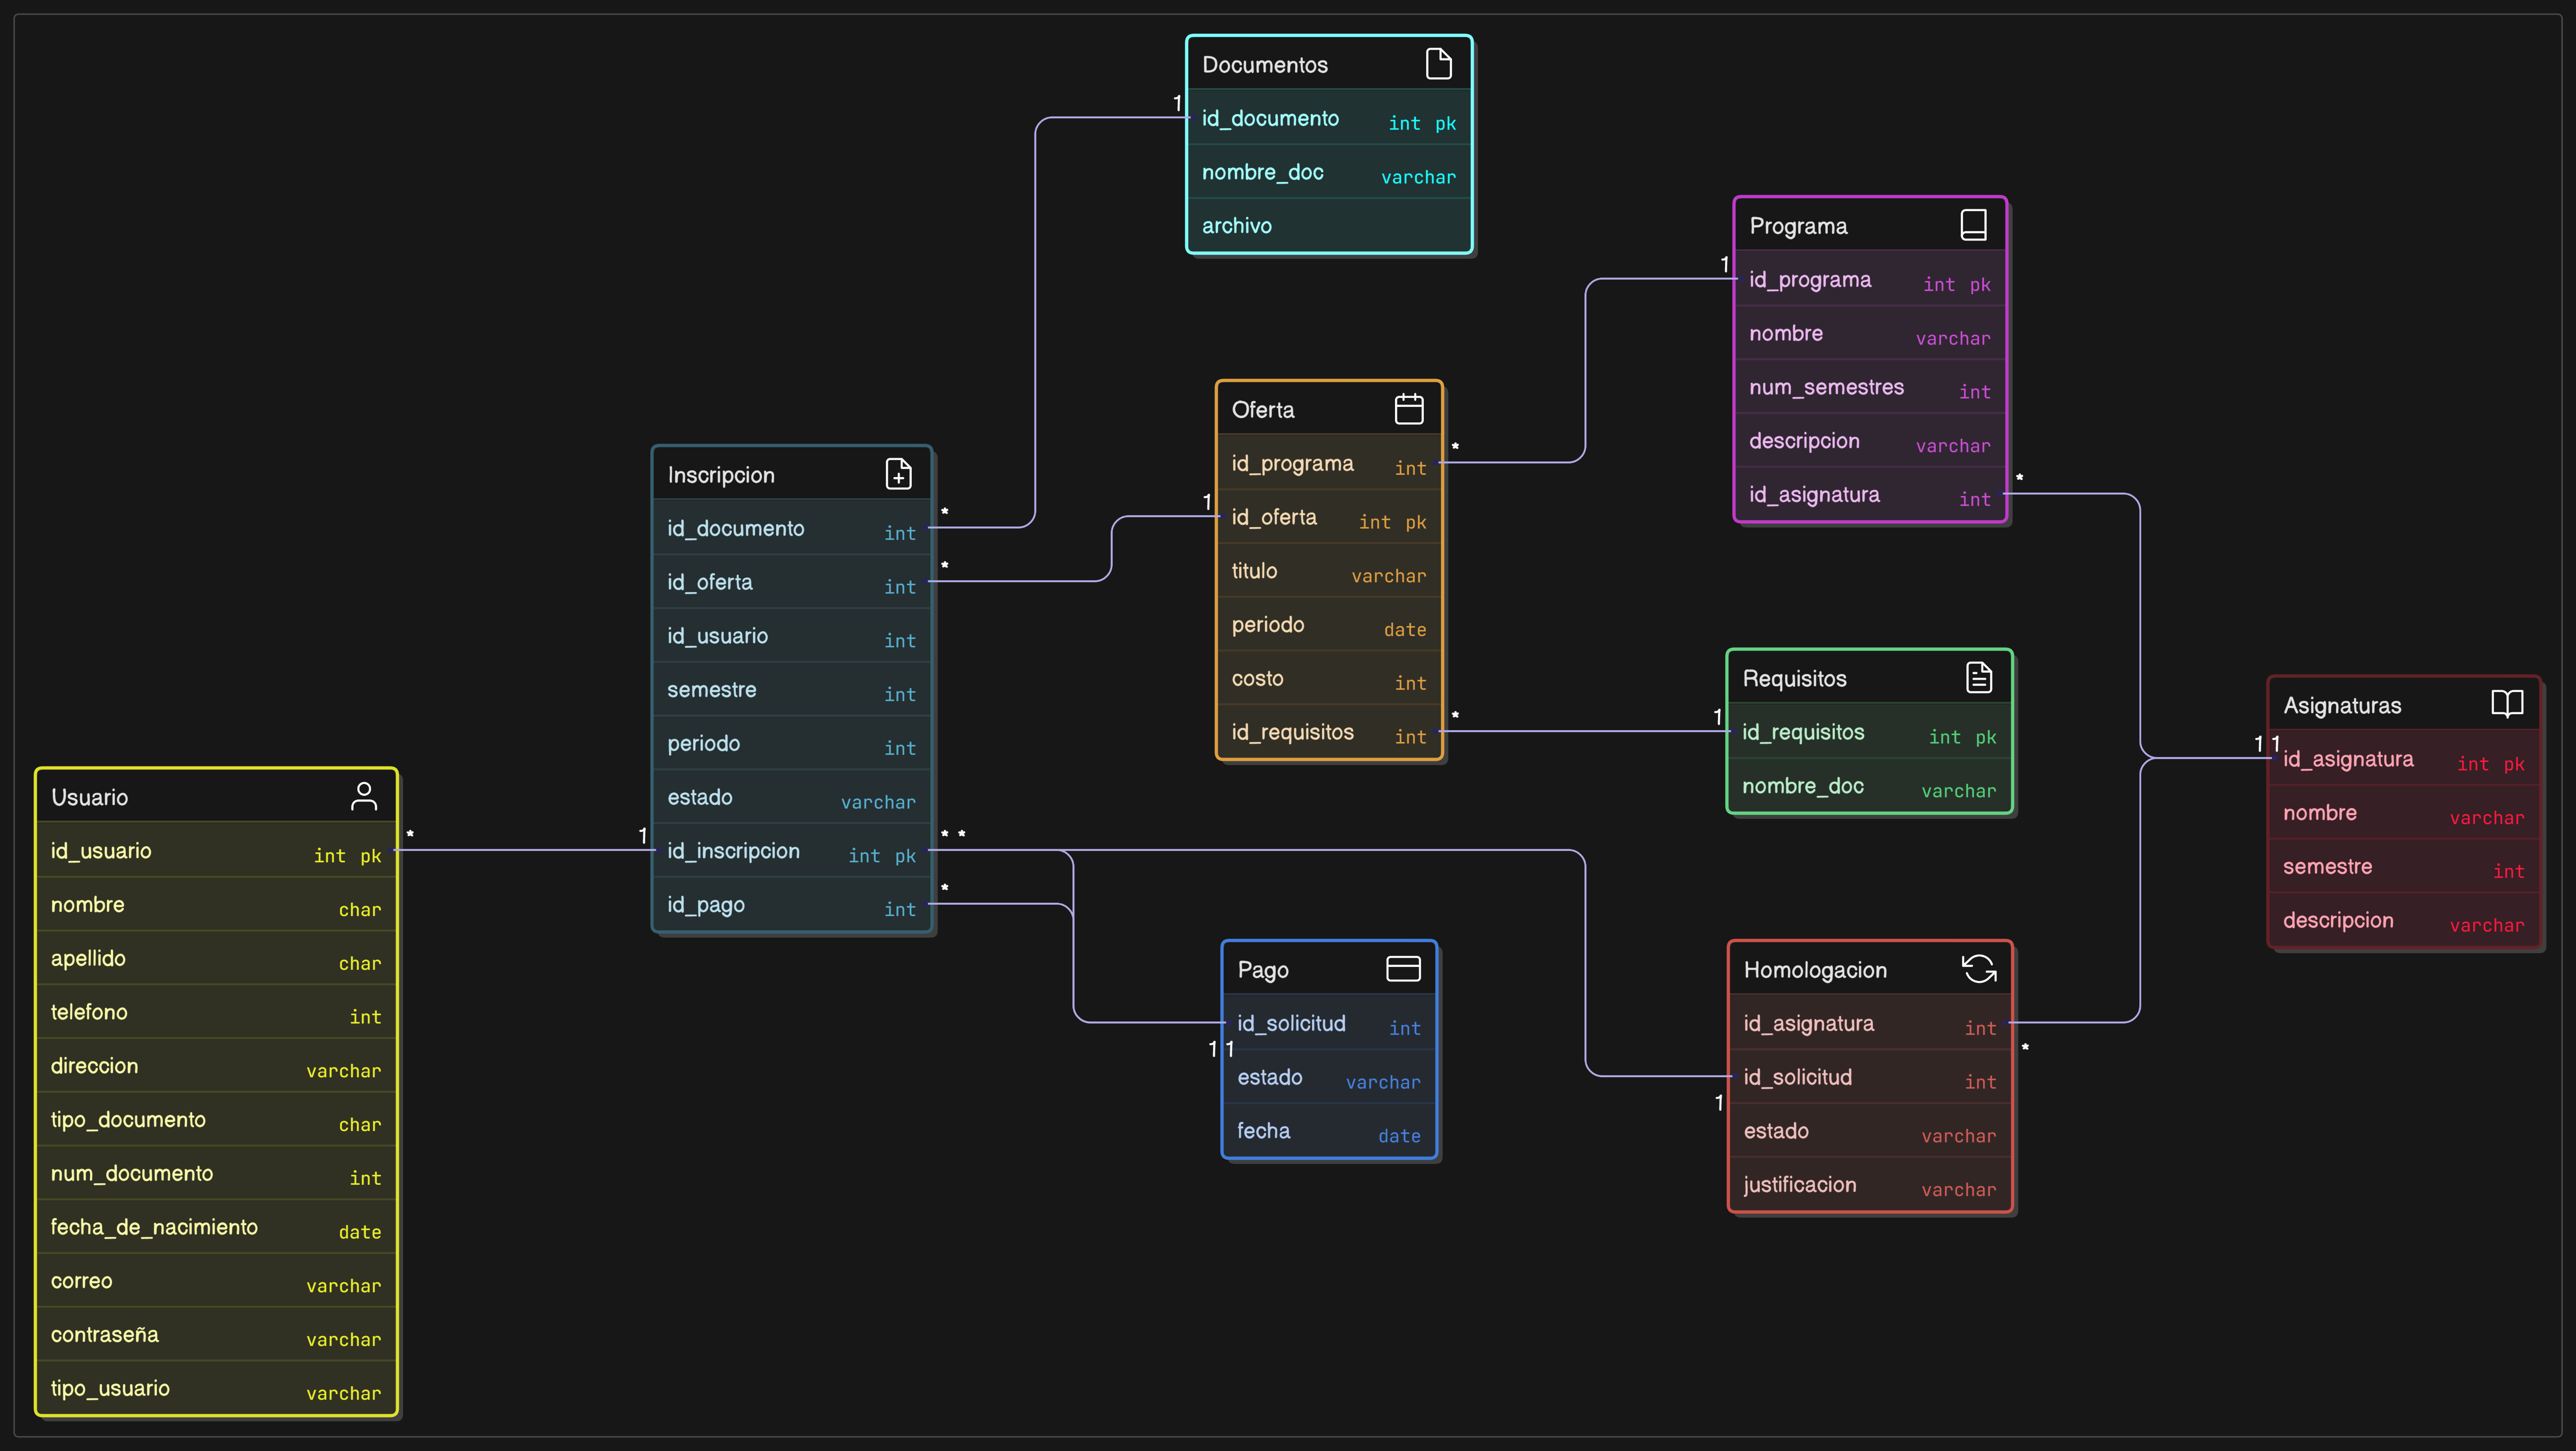 Documentos
1
id_documento int pk
nombre_doc varchar
archivo
Programa
1
id_programa int pk
nombre varchar
num_semestres int
descripcion varchar
*
id_asignatura int
Oferta
*
id_programa int
1
id_oferta int pk
titulo varchar
periodo date
costo int
*
id_requisitos int
Inscripcion
*
id_documento int
*
id_oferta int
id_usuario int
semestre int
periodo int
estado varchar
1 * *
id_inscripcion int pk
*
id_pago int
Requisitos
1
id_requisitos int pk
nombre_doc varchar
Asignaturas
1 1
id_asignatura int pk
nombre varchar
semestre int
descripcion varchar
Usuario
*
id_usuario int pk
nombre char
apellido char
telefono int
direccion varchar
tipo_documento char
num_documento int
fecha_de_nacimiento date
correo varchar
contraseña varchar
tipo_usuario varchar
Pago
id_solicitud int
1 1
estado varchar
fecha date
Homologacion
id_asignatura int
*
id_solicitud int
1
estado varchar
justificacion varchar